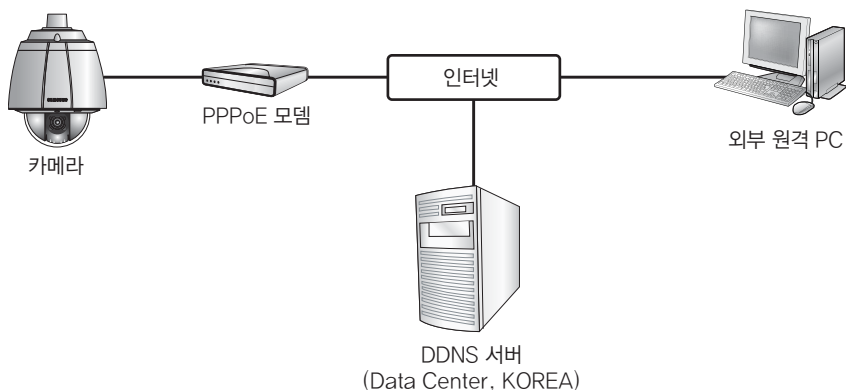 인터넷
PPPoE 모뎀
외부 원격 PC
카메라
DDNS 서버
(Data Center, KOREA)